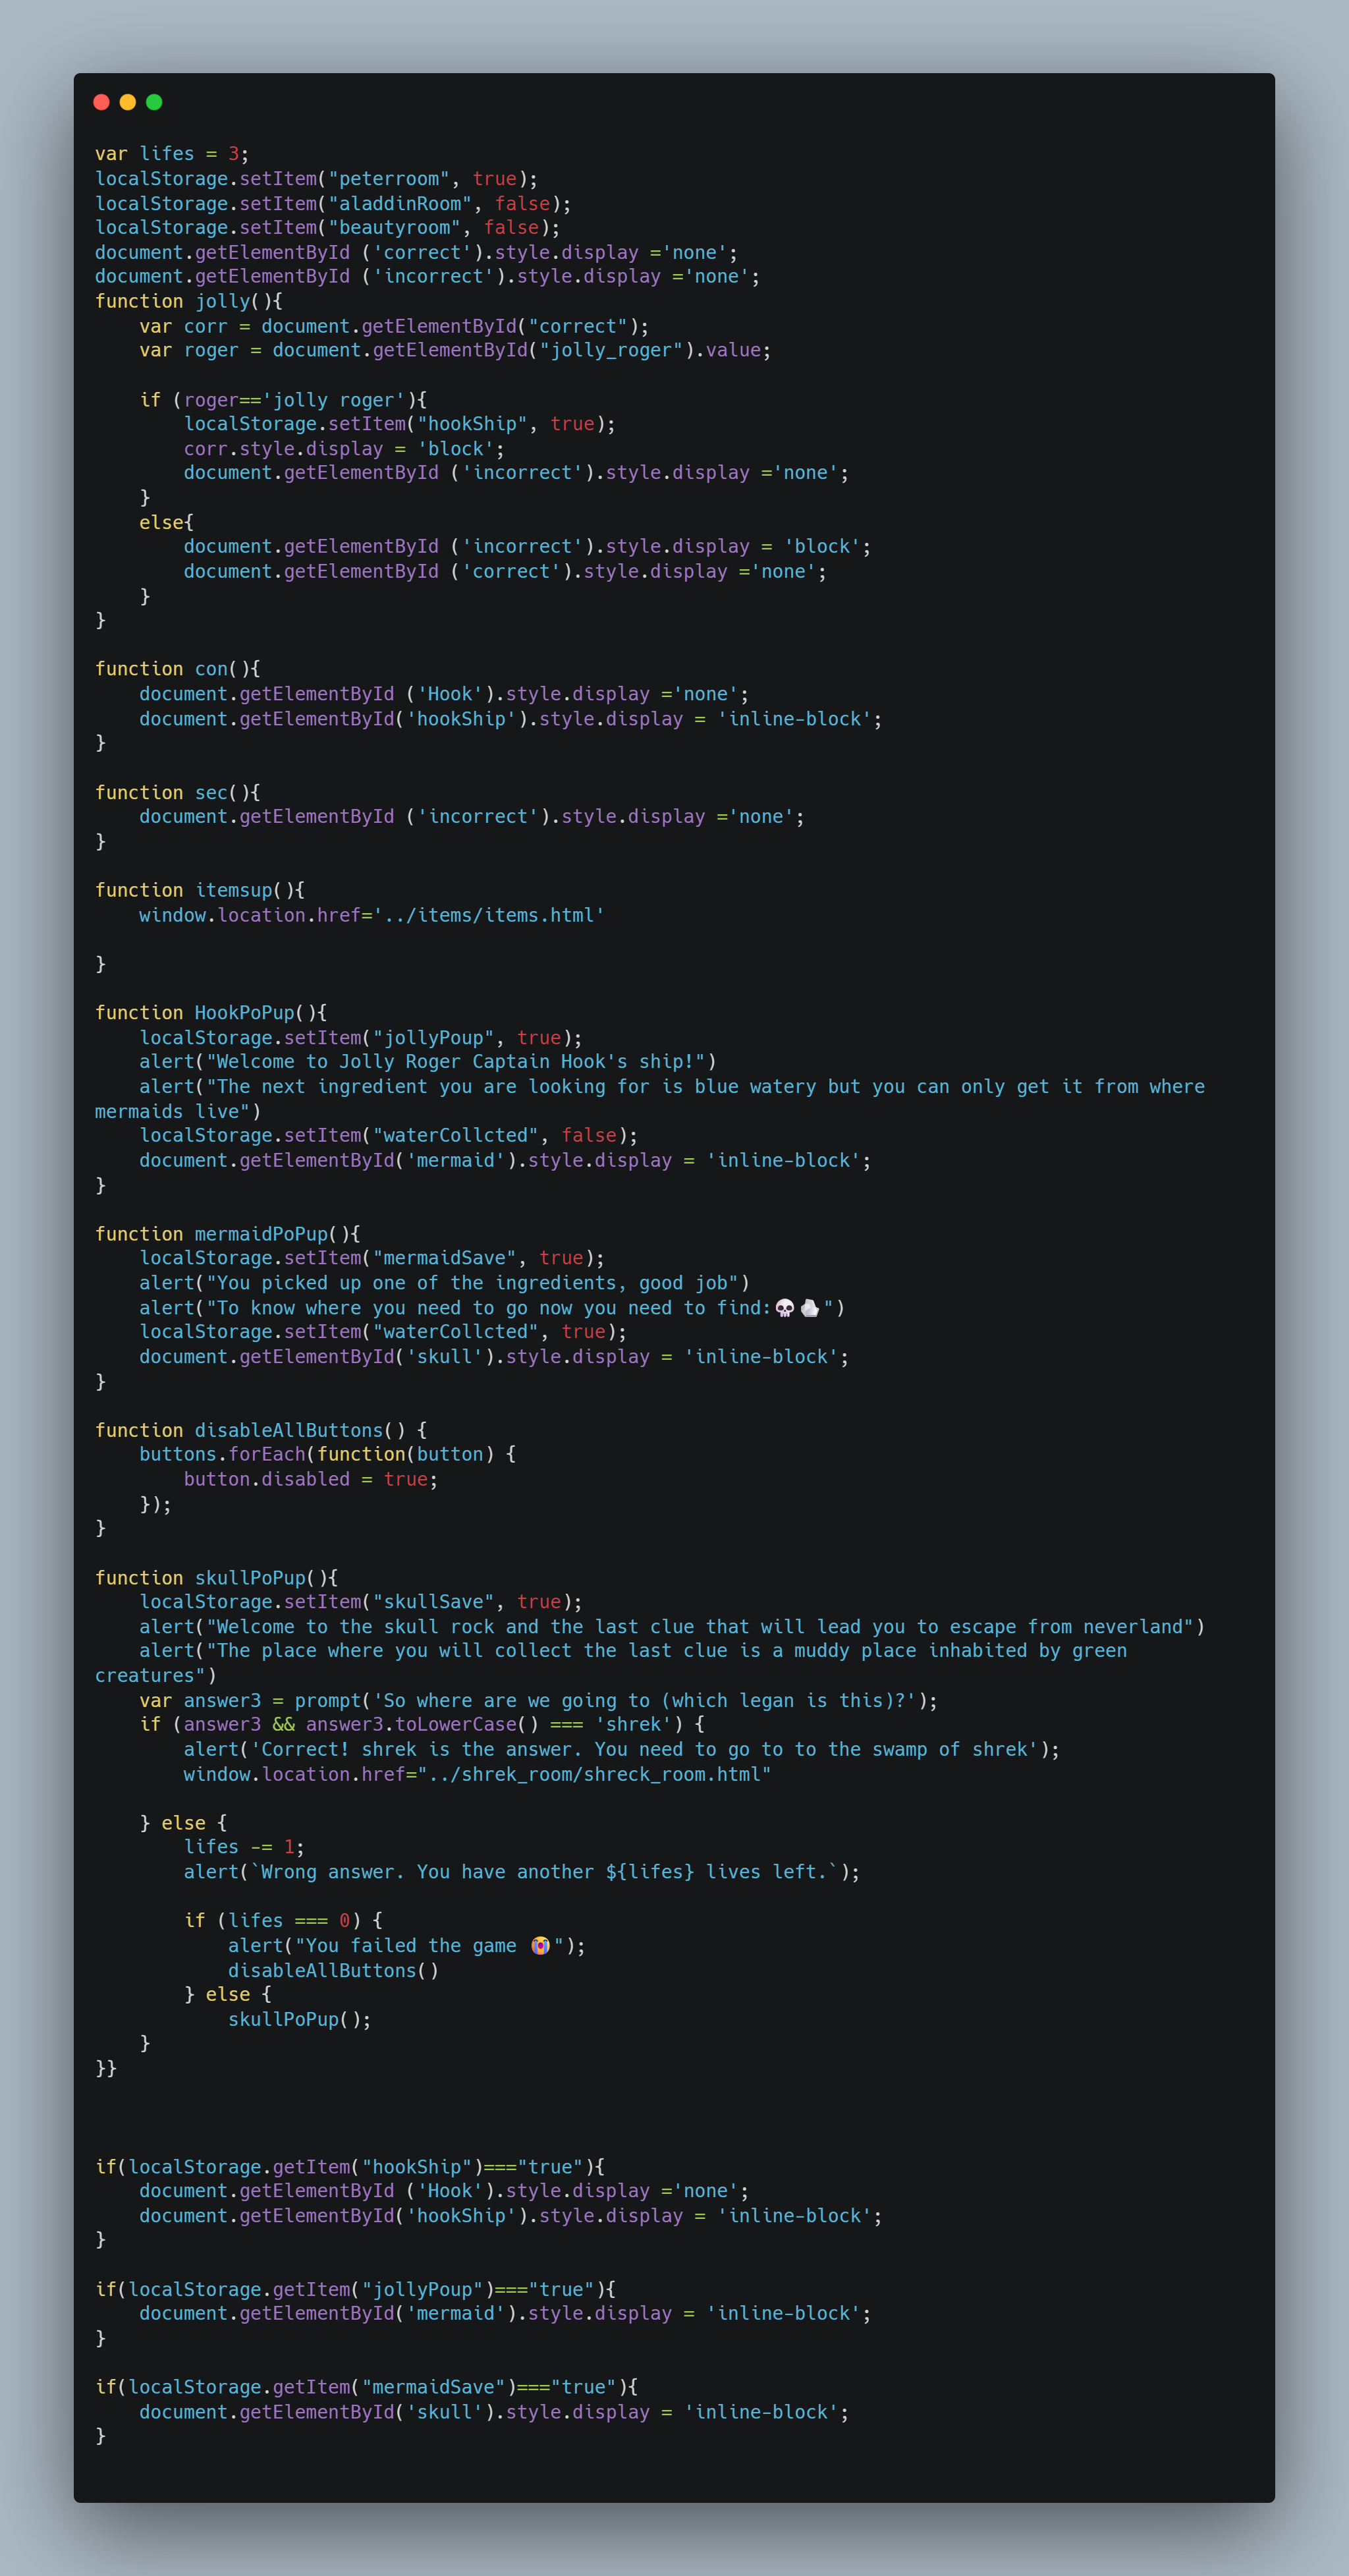 var lifes = 3;
localStorage.setItem("peterroom", true);
localStorage.setItem("aladdinRoom", false);
localStorage.setItem("beautyroom", false);
document.getElementById ('correct').style.display ='none';
document.getElementById ('incorrect').style.display ='none';
function jolly(){
    var corr = document.getElementById("correct");
    var roger = document.getElementById("jolly_roger").value;

    if (roger=='jolly roger'){
        localStorage.setItem("hookShip", true);
        corr.style.display = 'block';
        document.getElementById ('incorrect').style.display ='none';
    }
    else{
        document.getElementById ('incorrect').style.display = 'block';
        document.getElementById ('correct').style.display ='none';
    }
}

function con(){
    document.getElementById ('Hook').style.display ='none';
    document.getElementById('hookShip').style.display = 'inline-block';
}

function sec(){
    document.getElementById ('incorrect').style.display ='none';
}

function itemsup(){
    window.location.href='../items/items.html'

}

function HookPoPup(){
    localStorage.setItem("jollyPoup", true);
    alert("Welcome to Jolly Roger Captain Hook's ship!")
    alert("The next ingredient you are looking for is blue watery but you can only get it from where
mermaids live")
    localStorage.setItem("waterCollcted", false);
    document.getElementById('mermaid').style.display = 'inline-block';
}

function mermaidPoPup(){
    localStorage.setItem("mermaidSave", true);
    alert("You picked up one of the ingredients, good job")
    alert("To know where you need to go now you need to find:💀🪨")
    localStorage.setItem("waterCollcted", true);
    document.getElementById('skull').style.display = 'inline-block';
}

function disableAllButtons() {
    buttons.forEach(function(button) {
        button.disabled = true;
    });
}

function skullPoPup(){
    localStorage.setItem("skullSave", true);
    alert("Welcome to the skull rock and the last clue that will lead you to escape from neverland")
    alert("The place where you will collect the last clue is a muddy place inhabited by green
creatures")
    var answer3 = prompt('So where are we going to (which legan is this)?');
    if (answer3 && answer3.toLowerCase() === 'shrek') {
        alert('Correct! shrek is the answer. You need to go to to the swamp of shrek');
        window.location.href="../shrek_room/shreck_room.html"

    } else {
        lifes -= 1;
        alert(`Wrong answer. You have another ${lifes} lives left.`);

        if (lifes === 0) {
            alert("You failed the game 😭");
            disableAllButtons()
        } else {
            skullPoPup();
    }
}}

if(localStorage.getItem("hookShip")==="true"){
    document.getElementById ('Hook').style.display ='none';
    document.getElementById('hookShip').style.display = 'inline-block';
}

if(localStorage.getItem("jollyPoup")==="true"){
    document.getElementById('mermaid').style.display = 'inline-block';
}

if(localStorage.getItem("mermaidSave")==="true"){
    document.getElementById('skull').style.display = 'inline-block';
}